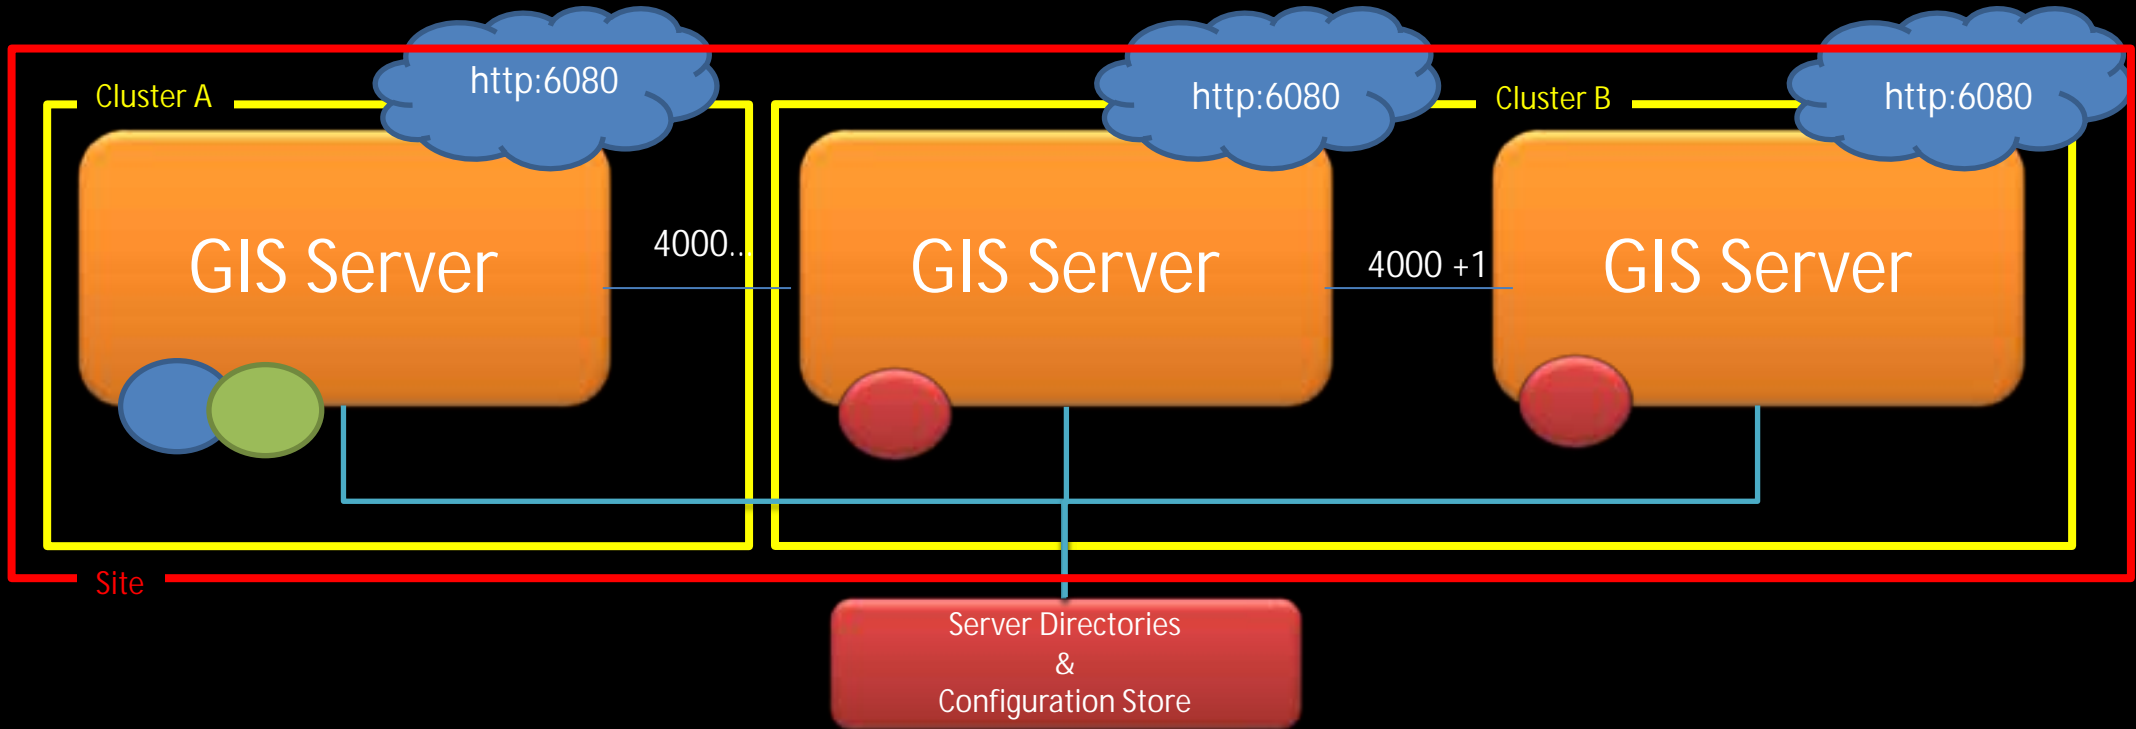 http:6080
http:6080
http:6080
Cluster A
Cluster B
GIS Server
4000...
GIS Server
4000 +1
GIS Server
Site
Server Directories
&
Configuration Store